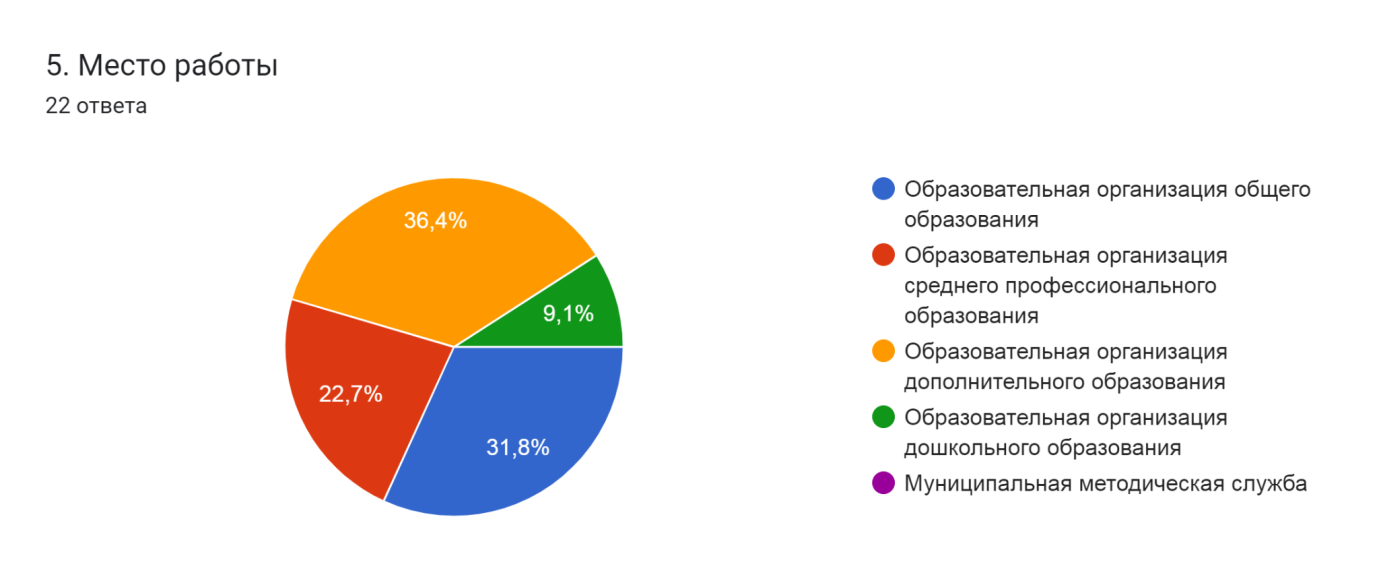 5. Место работы
22 ответа
36,4%
9,1%
22,7%
31,8%
Образовательная организация общего
образования
Образовательная организация
среднего профессионального
образования
Образовательная организация
дополнительного образования
Образовательная организация
дошкольного образования
Муниципальная методическая служба